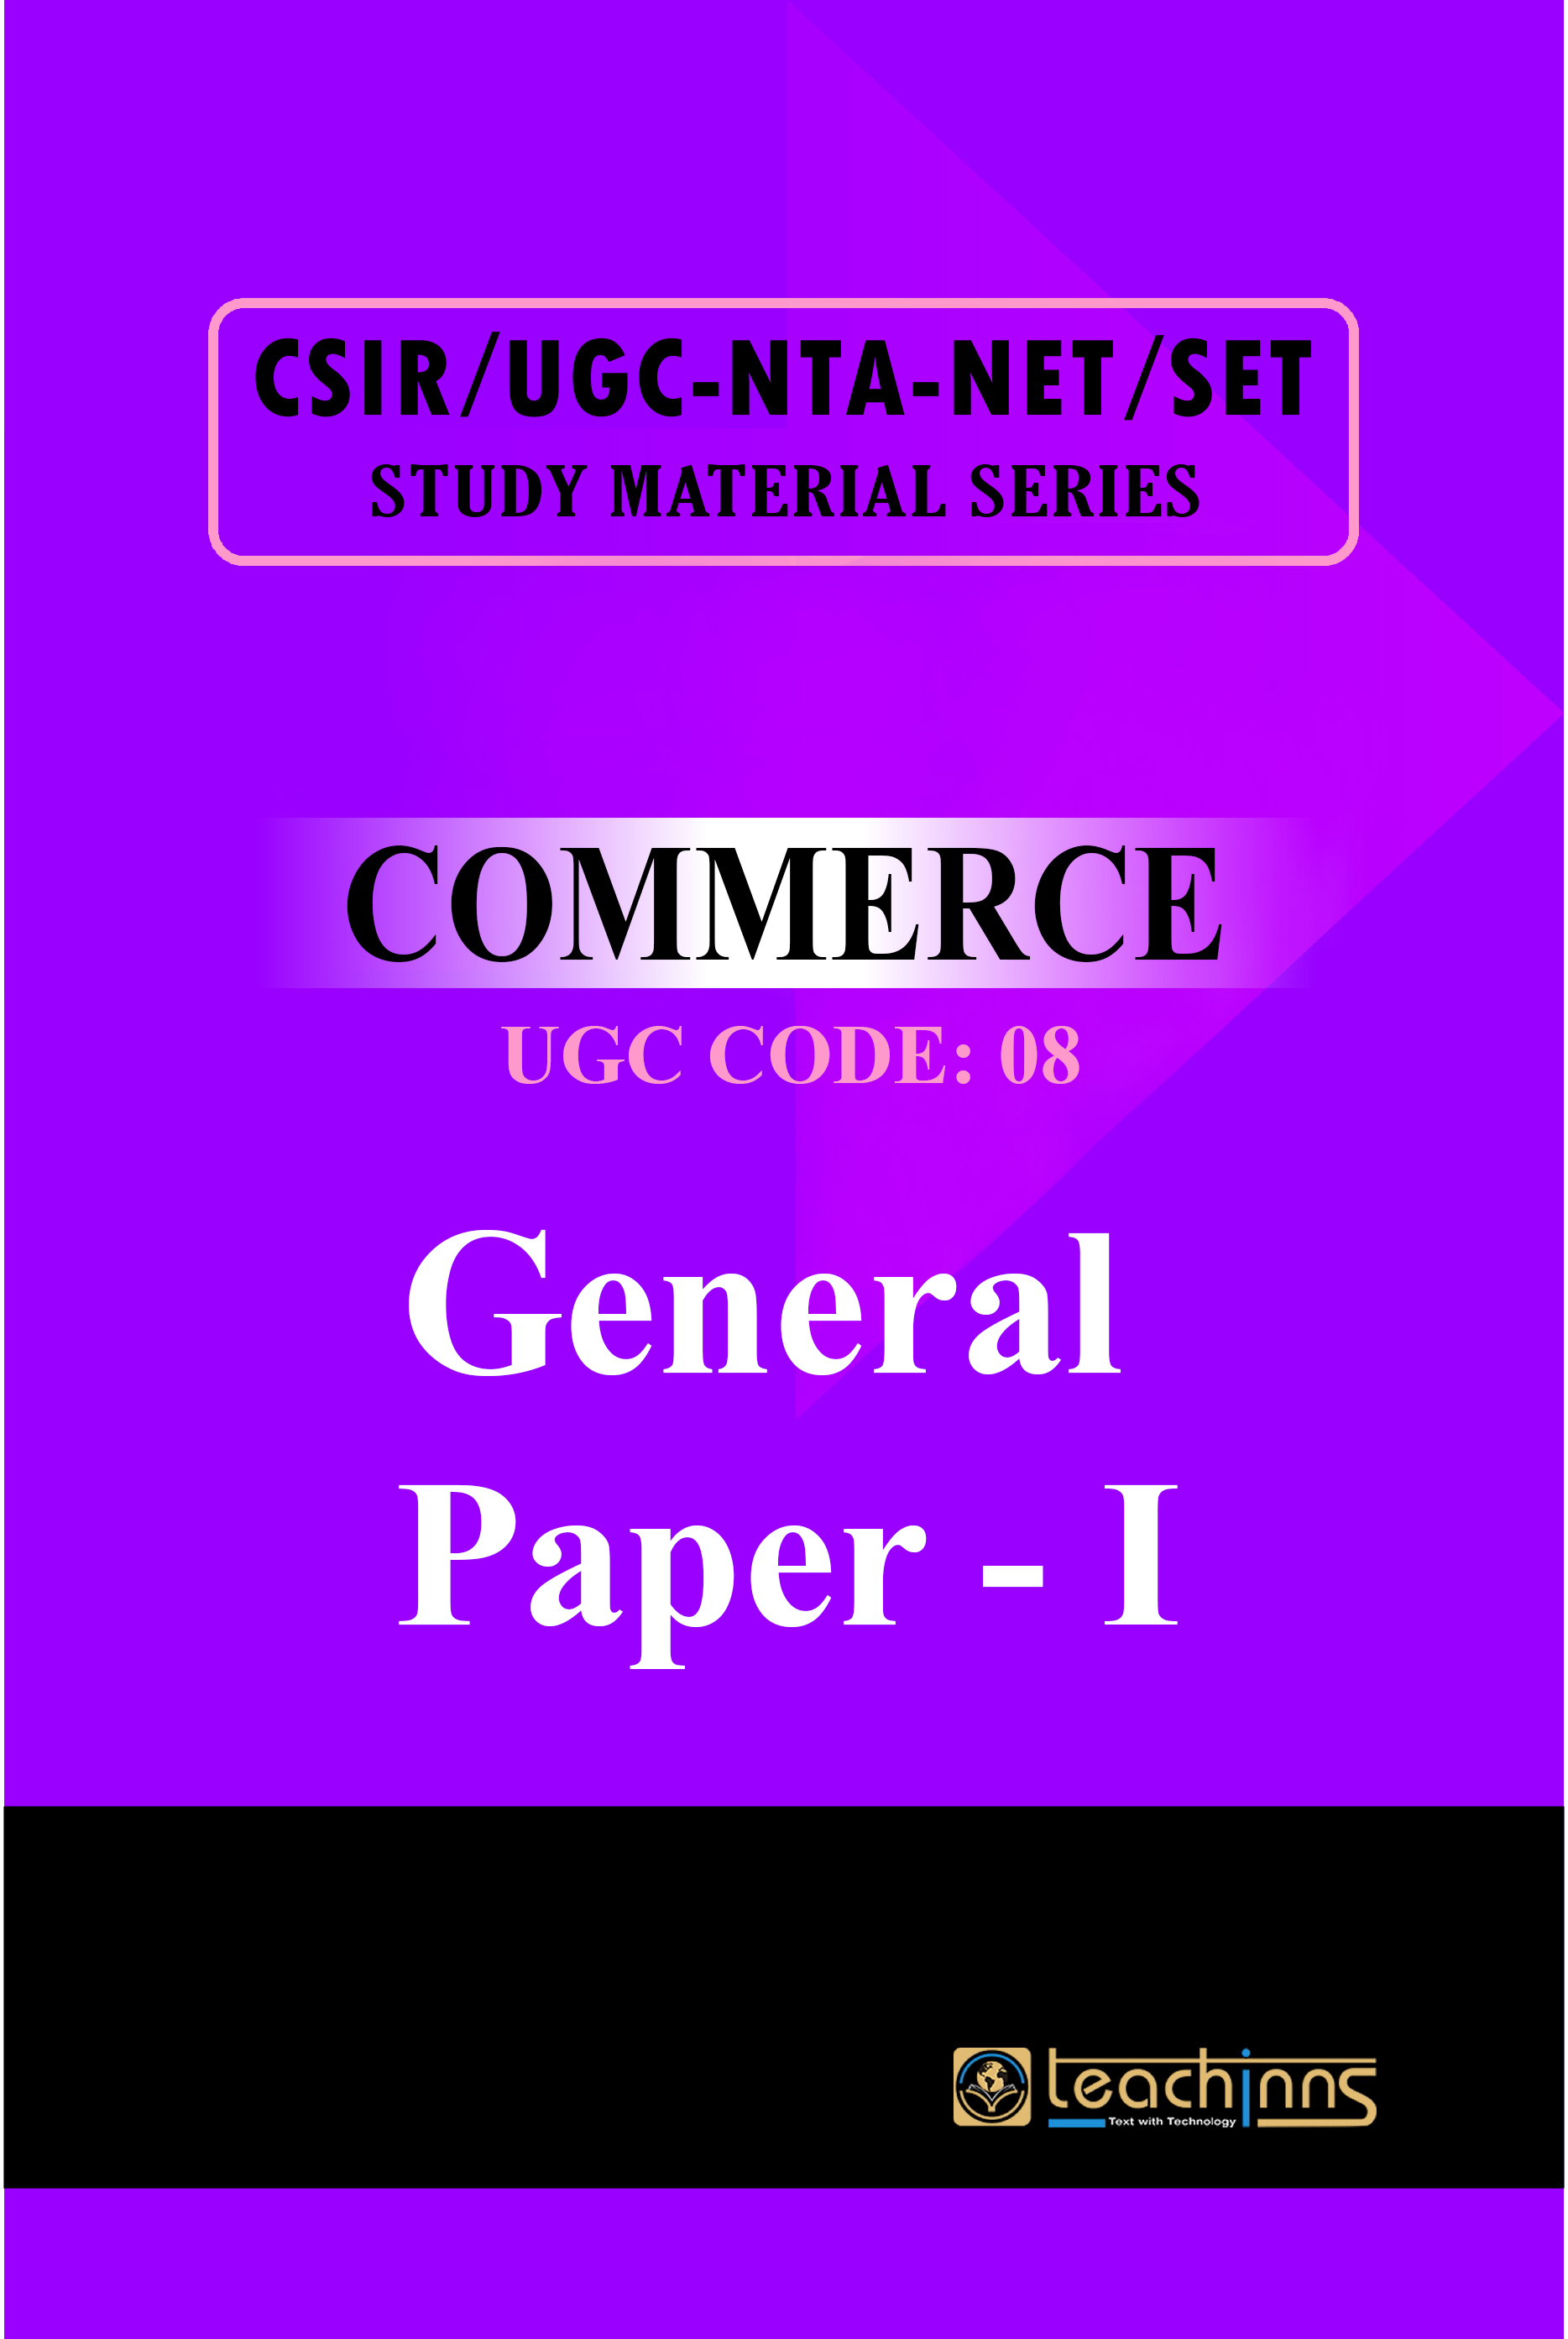 CSIR/UGC-NTA-NET/SET
STUDY MATERIAL SERIES
COMMERCE
UGC CODE: 08
General
Paper - I
teachinns
Text with Technology